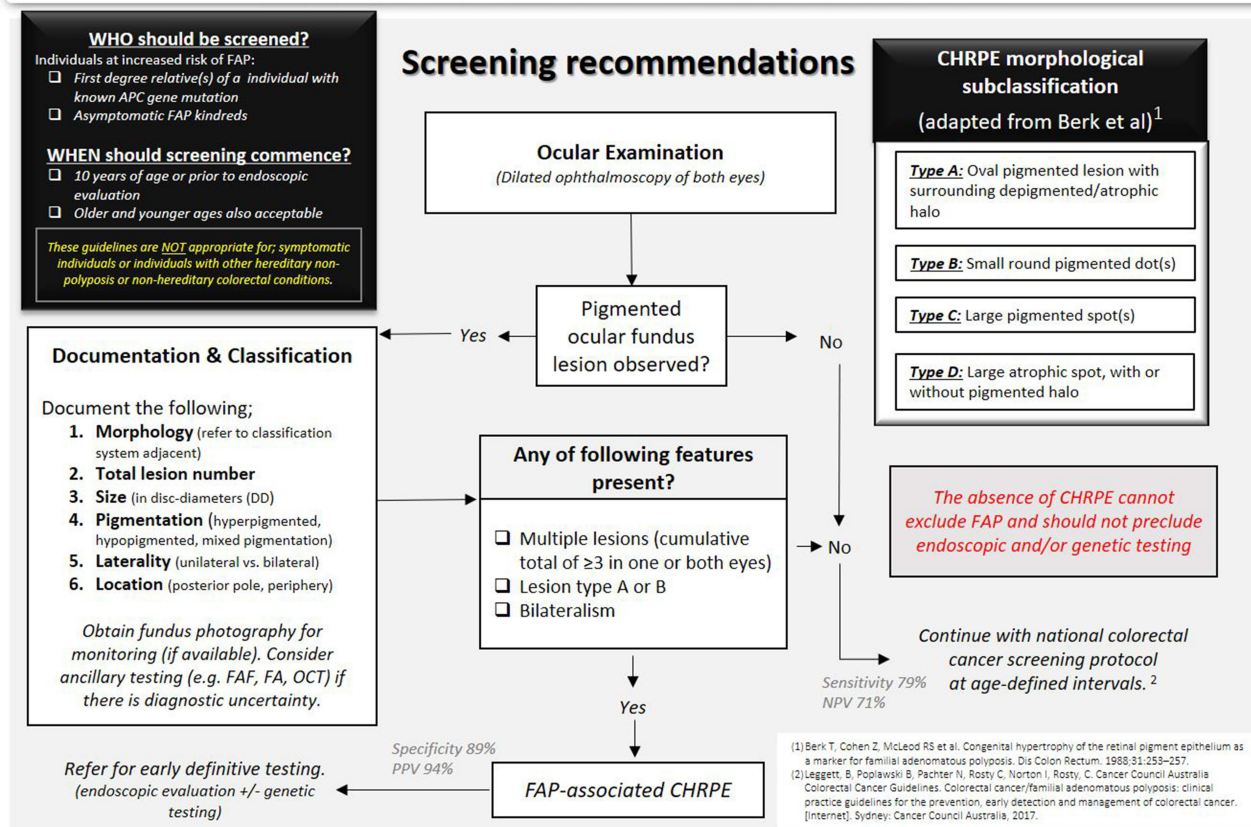 WHO should be screened?
Individuals at increased risk of FAP:
❑ First degree relative(s) of a individual with
known APC gene mutation
❑ Asymptomatic FAP kindreds
WHEN should screening commence?
❑ 10 years of age or prior to endoscopic
evaluation
❑ Older and younger ages also acceptable
These guidelines are NOT appropriate for; symptomatic
individuals or individuals with other hereditary non-
polyposis or non-hereditary colorectal conditions.
Screening recommendations
Ocular Examination
(Dilated ophthalmoscopy of both eyes)
Pigmented
ocular fundus
lesion observed?
Yes
No
CHRPE morphological
subclassification
(adapted from Berk et al)1
Type A: Oval pigmented lesion with
surrounding depigmented/atrophic
halo
Type B: Small round pigmented dot(s)
Type C: Large pigmented spot(s)
Type D: Large atrophic spot, with or
without pigmented halo
Documentation & Classification
Document the following;
1. Morphology (refer to classification
system adjacent)
2. Total lesion number
3. Size (in disc-diameters (DD)
4. Pigmentation (hyperpigmented,
hypopigmented, mixed pigmentation)
5. Laterality (unilateral vs. bilateral)
6. Location (posterior pole, periphery)
Obtain fundus photography for
monitoring (if available). Consider
ancillary testing (e.g. FAF, FA, OCT) if
there is diagnostic uncertainty.
Any of following features
present?
❑ Multiple lesions (cumulative
total of ≥3 in one or both eyes)
❑ Lesion type A or B
❑ Bilateralism
No
The absence of CHRPE cannot
exclude FAP and should not preclude
endoscopic and/or genetic testing
Sensitivity 79%
NPV 71%
Continue with national colorectal
cancer screening protocol
at age-defined intervals. 2
Yes
Specificity 89%
PPV 94%
FAP-associated CHRPE
Refer for early definitive testing.
(endoscopic evaluation +/- genetic
testing)
(1) Berk T, Cohen Z, McLeod RS et al. Congenital hypertrophy of the retinal pigment epithelium as
a marker for familial adenomatous polyposis. Dis Colon Rectum. 1988;31:253–257.
(2) Leggett, B, Poplawski B, Pachter N, Rosty C, Norton I, Rosty, C. Cancer Council Australia
Colorectal Cancer Guidelines. Colorectal cancer/familial adenomatous polyposis: clinical
practice guidelines for the prevention, early detection and management of colorectal cancer.
[Internet]. Sydney: Cancer Council Australia, 2017.